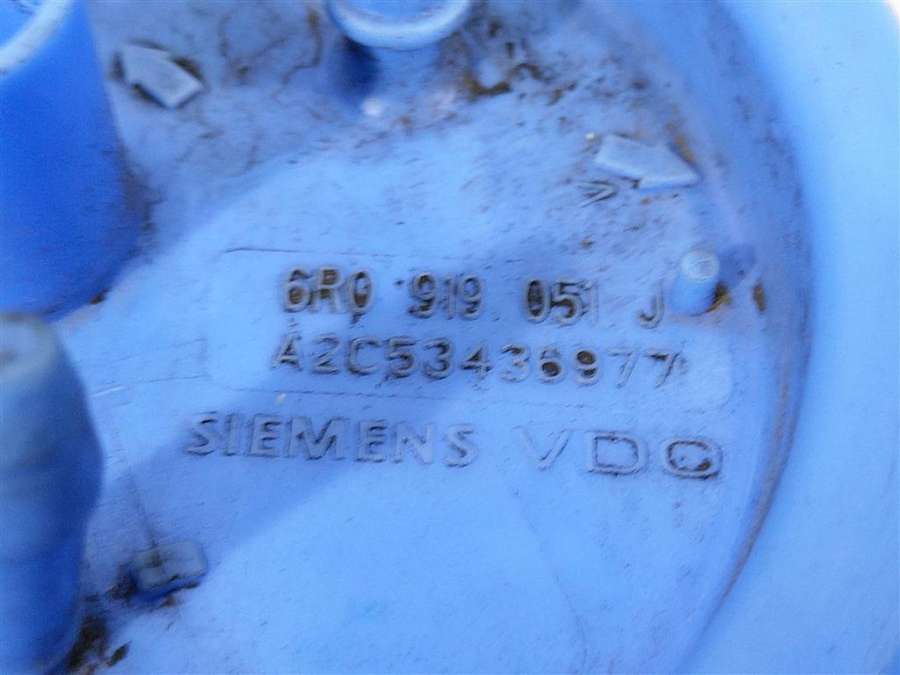 6R0 919 051 J
A2C53436977
SIEMENS VDO